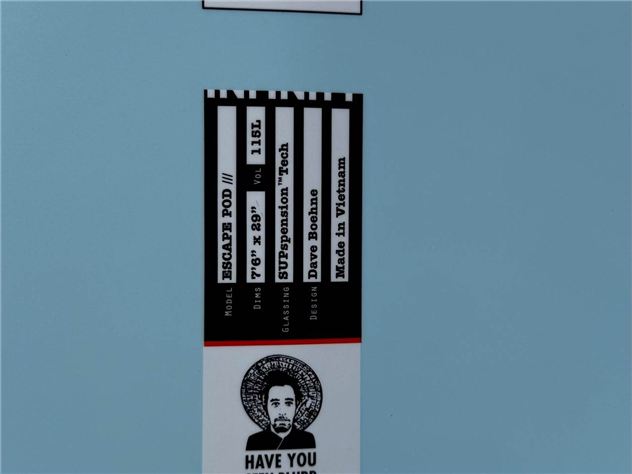 MODEL ESCAPE POD ///
DIMS 7'6" x 29" VOL 115L
GLASSING SUPspension™Tech
DESIGN Dave Boehne
Made in Vietnam
HAVE YOU